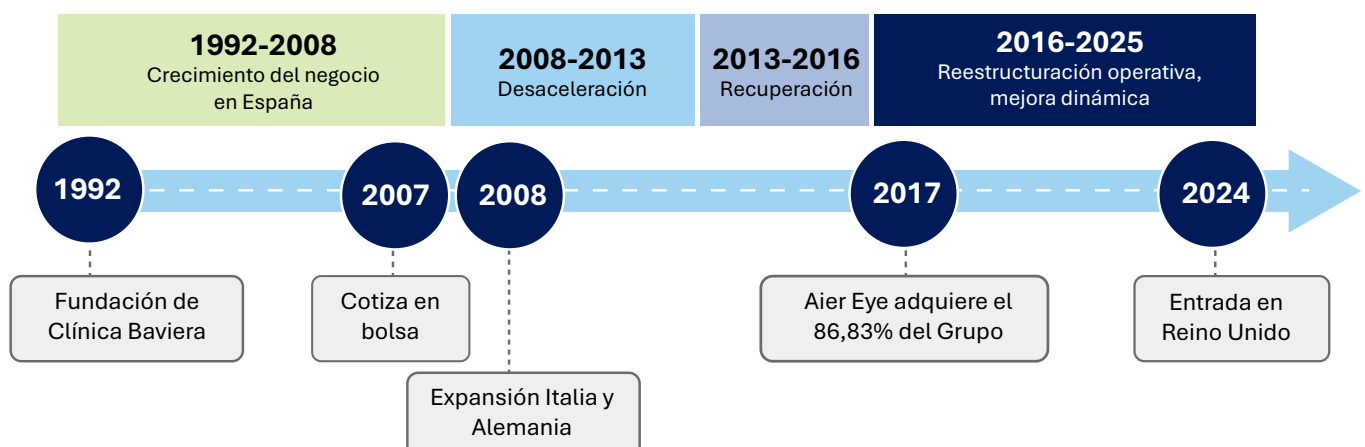 1992-2008
Crecimiento del negocio
en España
2008-2013
Desaceleración
2013-2016
Recuperación
2016-2025
Reestructuración operativa,
mejora dinámica
1992
2007
2008
2017
2024
Fundación de
Clínica Baviera
Cotiza en
bolsa
Expansión Italia y
Alemania
Aier Eye adquiere el
86,83% del Grupo
Entrada en
Reino Unido